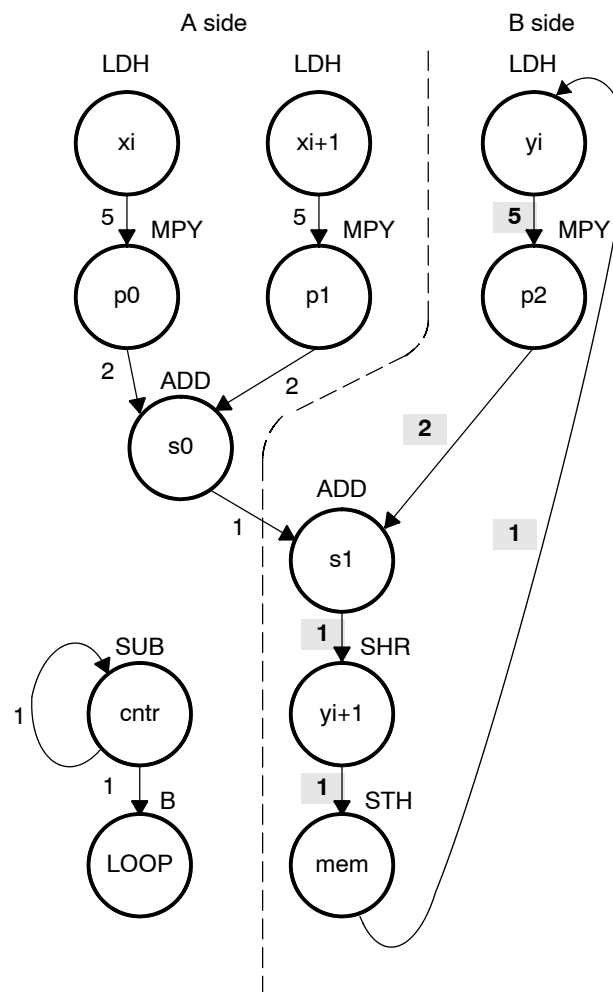 A side B side
LDH LDH LDH
xi xi+1 yi
5 MPY 5 MPY 5 MPY
p0 p1 p2
2 ADD 2
s0 2
ADD
1 1
s1
1 SHR
SUB
1 cntr yi+1
1 B 1 STH
LOOP mem